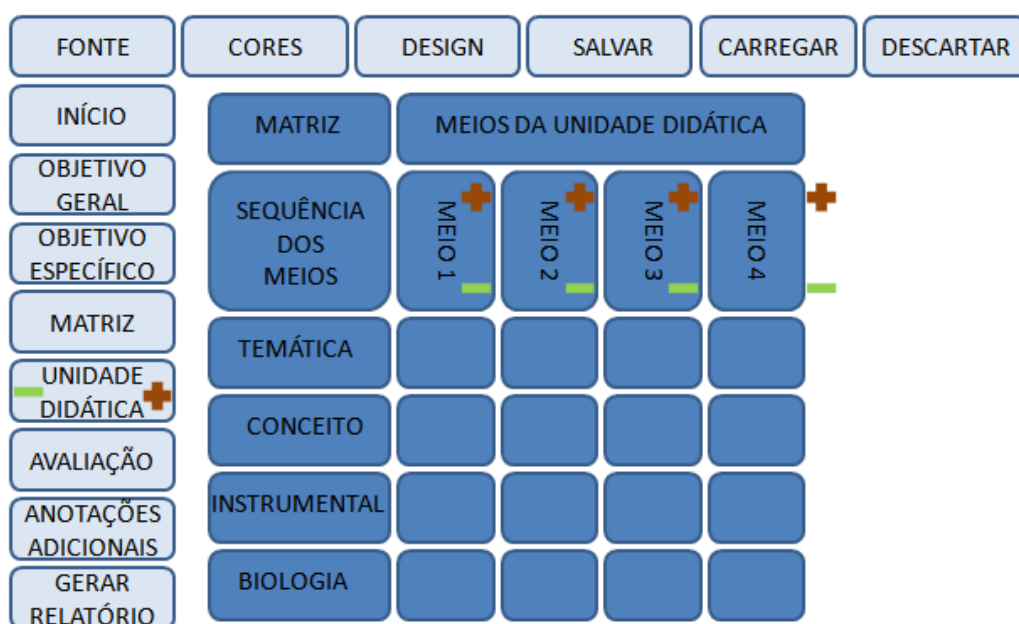 FONTE
CORES
DESIGN
SALVAR
CARREGAR
DESCARTAR
INÍCIO
OBJETIVO
GERAL
OBJETIVO
ESPECÍFICO
MATRIZ
UNIDADE
DIDÁTICA
AVALIAÇÃO
ANOTAÇÕES
ADICIONAIS
GERAR
RELATÓRIO
MATRIZ
MEIOS DA UNIDADE DIDÁTICA
SEQUÊNCIA
DOS
MEIOS
MEIO 1
MEIO 2
MEIO 3
MEIO 4
TEMÁTICA
CONCEITO
INSTRUMENTAL
BIOLOGIA